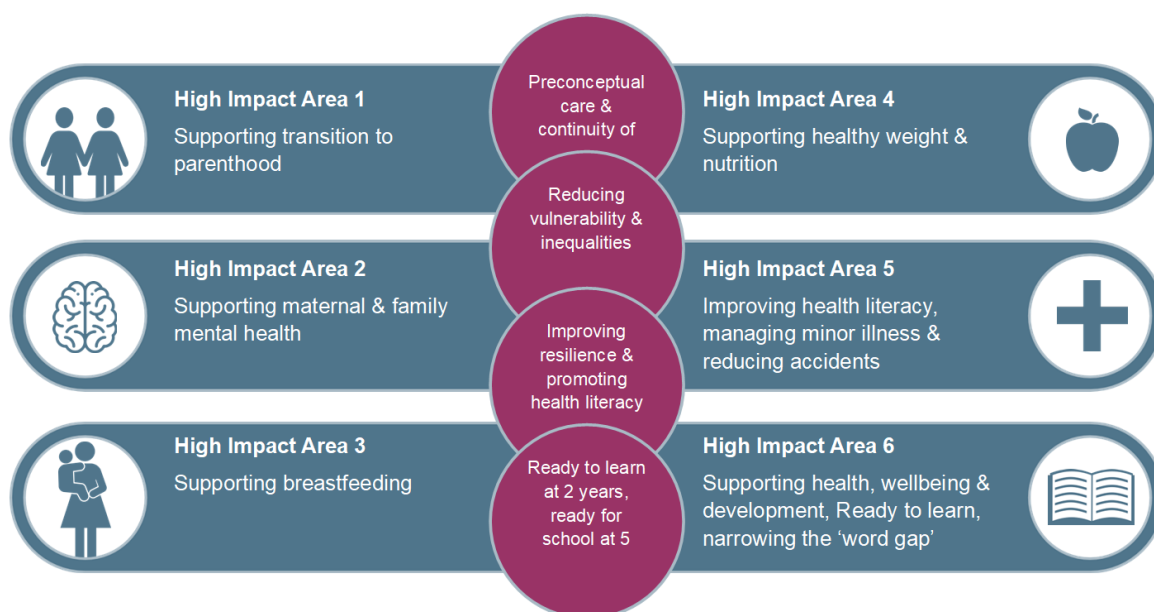 High Impact Area 1
Supporting transition to
parenthood
High Impact Area 2
Supporting maternal & family
mental health
High Impact Area 3
Supporting breastfeeding
Preconceptual
care &
continuity of
Reducing
vulnerability &
inequalities
Improving
resilience &
promoting
health literacy
Ready to learn
at 2 years,
ready for
school at 5
High Impact Area 4
Supporting healthy weight &
nutrition
High Impact Area 5
Improving health literacy,
managing minor illness &
reducing accidents
High Impact Area 6
Supporting health, wellbeing &
development, Ready to learn,
narrowing the ‘word gap’